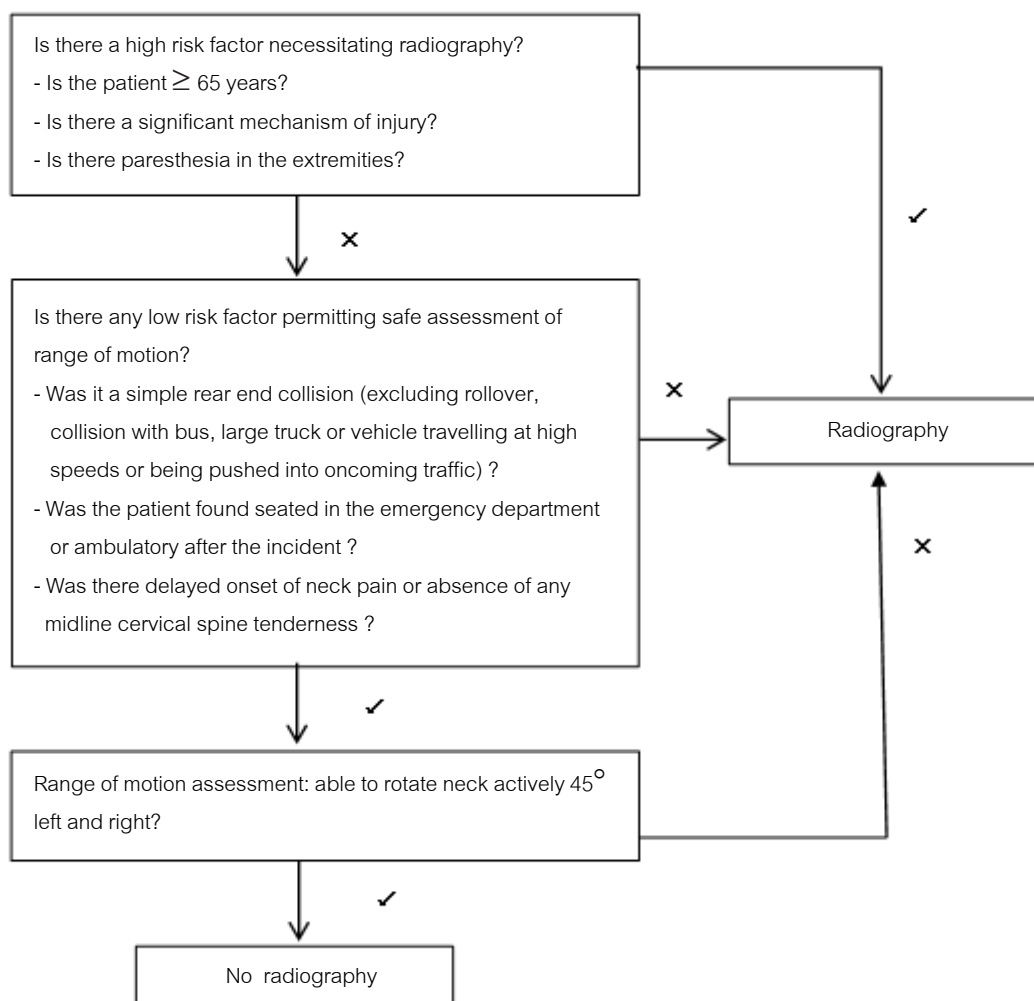 Is there a high risk factor necessitating radiography?
- Is the patient ≥ 65 years?
- Is there a significant mechanism of injury?
- Is there paresthesia in the extremities?
✓
×
Is there any low risk factor permitting safe assessment of
range of motion?
- Was it a simple rear end collision (excluding rollover,
collision with bus, large truck or vehicle travelling at high
speeds or being pushed into oncoming traffic) ?
- Was the patient found seated in the emergency department
or ambulatory after the incident ?
- Was there delayed onset of neck pain or absence of any
midline cervical spine tenderness ?
×
Radiography
×
✓
Range of motion assessment: able to rotate neck actively 45°
left and right?
✓
No radiography